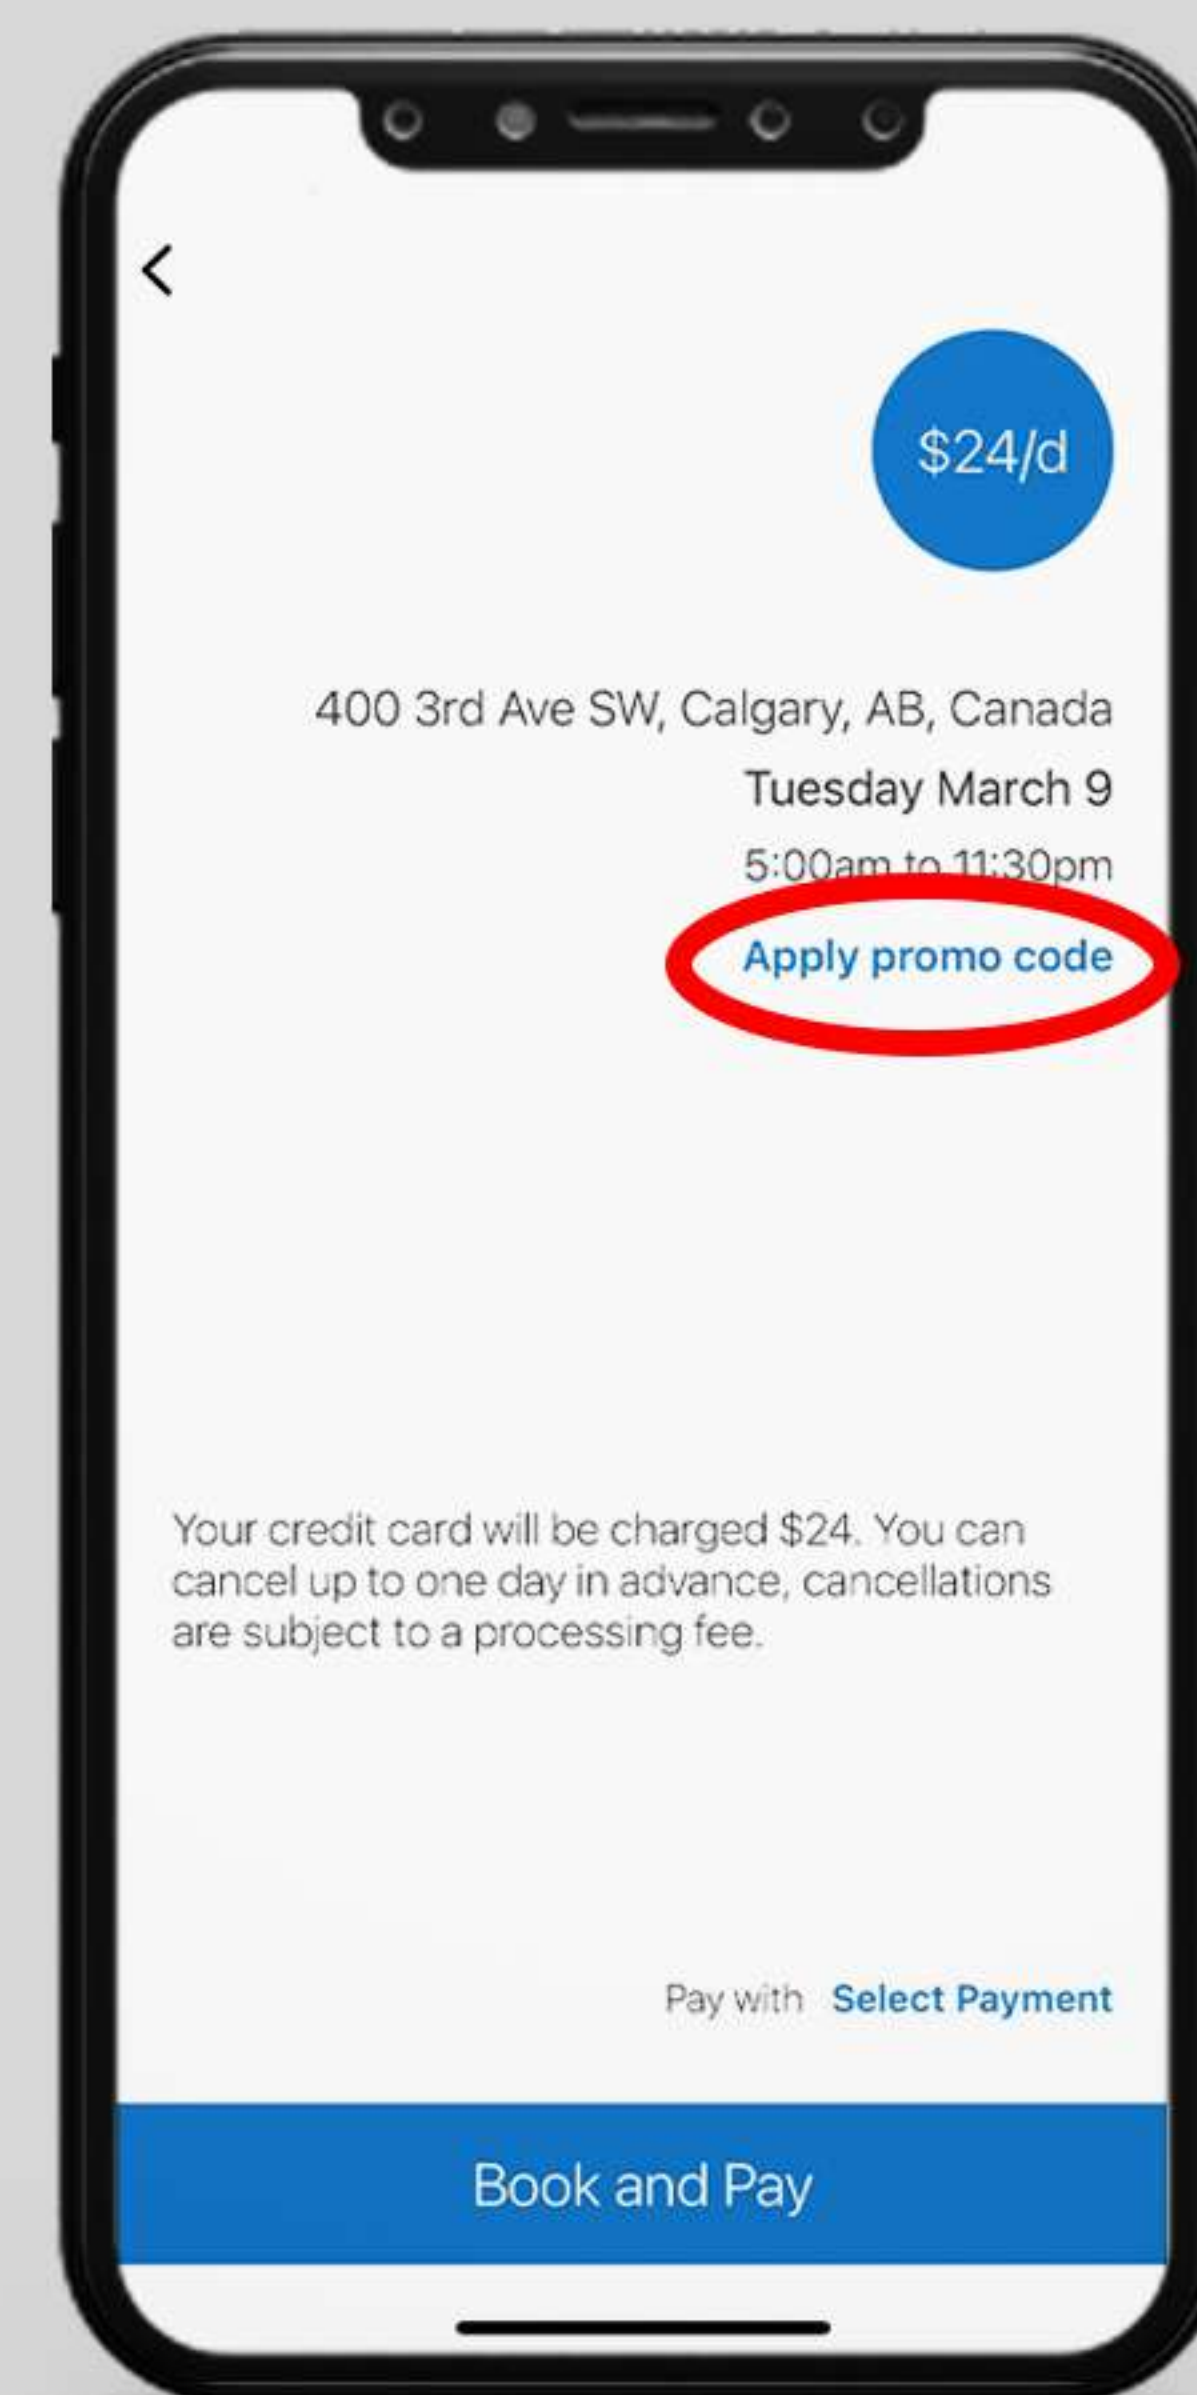 $24/d
400 3rd Ave SW, Calgary, AB, Canada
Tuesday March 9
5:00am to 11:30pm
Apply promo code
Your credit card will be charged $24. You can
cancel up to one day in advance, cancellations
are subject to a processing fee.
Pay with Select Payment
Book and Pay